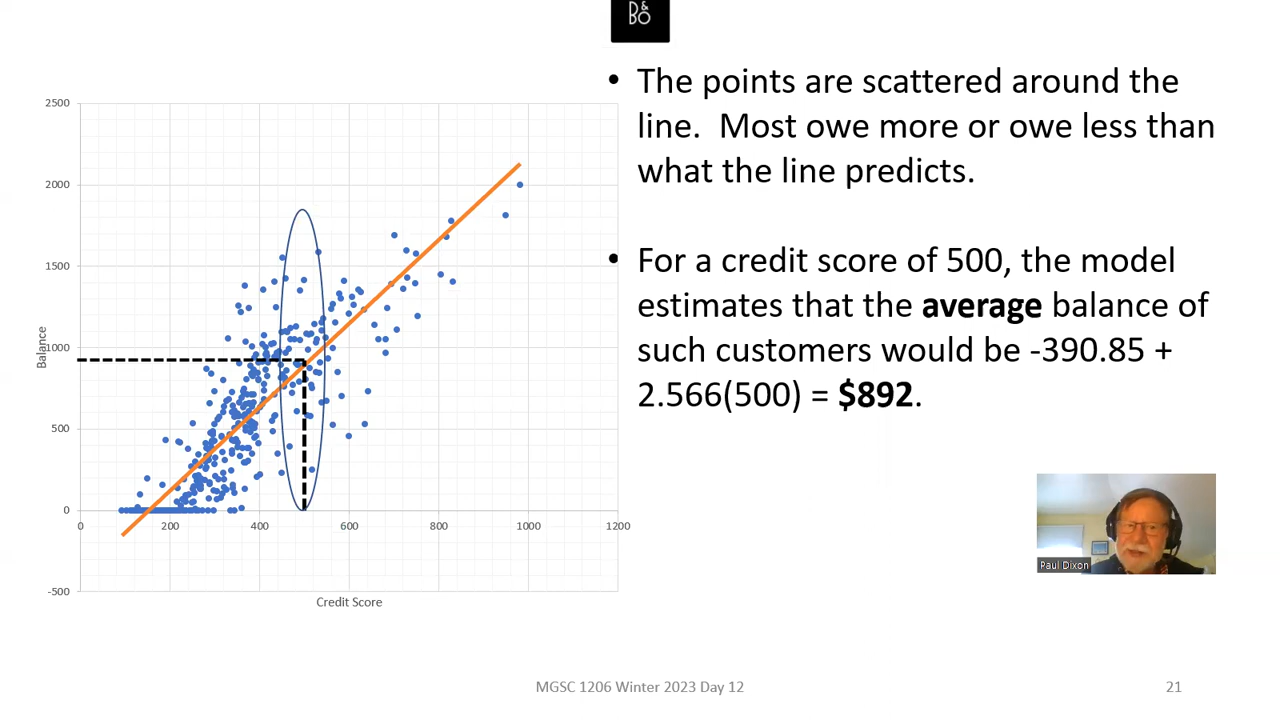 B&O
• The points are scattered around the
line.  Most owe more or owe less than
what the line predicts.
• For a credit score of 500, the model
estimates that the average balance of
such customers would be -390.85 +
2.566(500) = $892.
2500
2000
1500
1000
500
0
-500
Balance
0 200 400 600 800 1000 1200
Credit Score
Paul Dixon
MGSC 1206 Winter 2023 Day 12
21